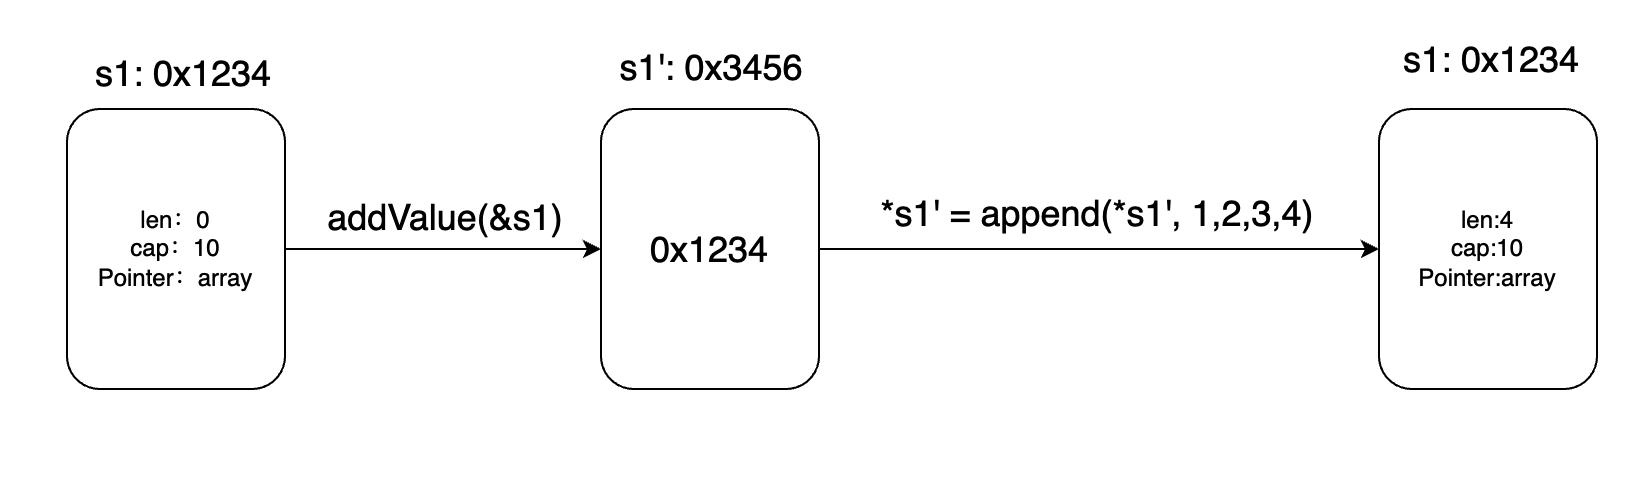 s1: 0x1234
len：0
cap：10
Pointer：array
addValue(&s1)
s1': 0x3456
0x1234
*s1' = append(*s1', 1,2,3,4)
s1: 0x1234
len:4
cap:10
Pointer:array